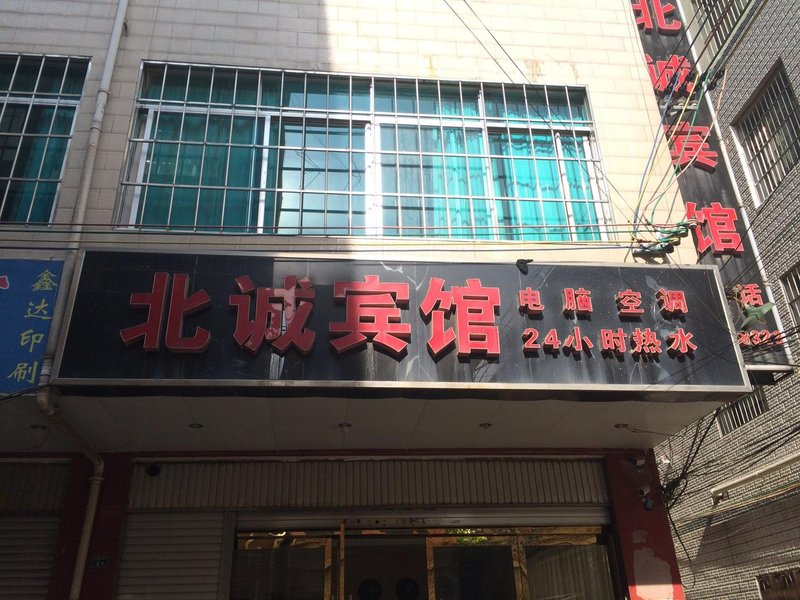 北诚宾馆
电脑 空调
24小时热水
鑫达印刷
北诚宾馆
话